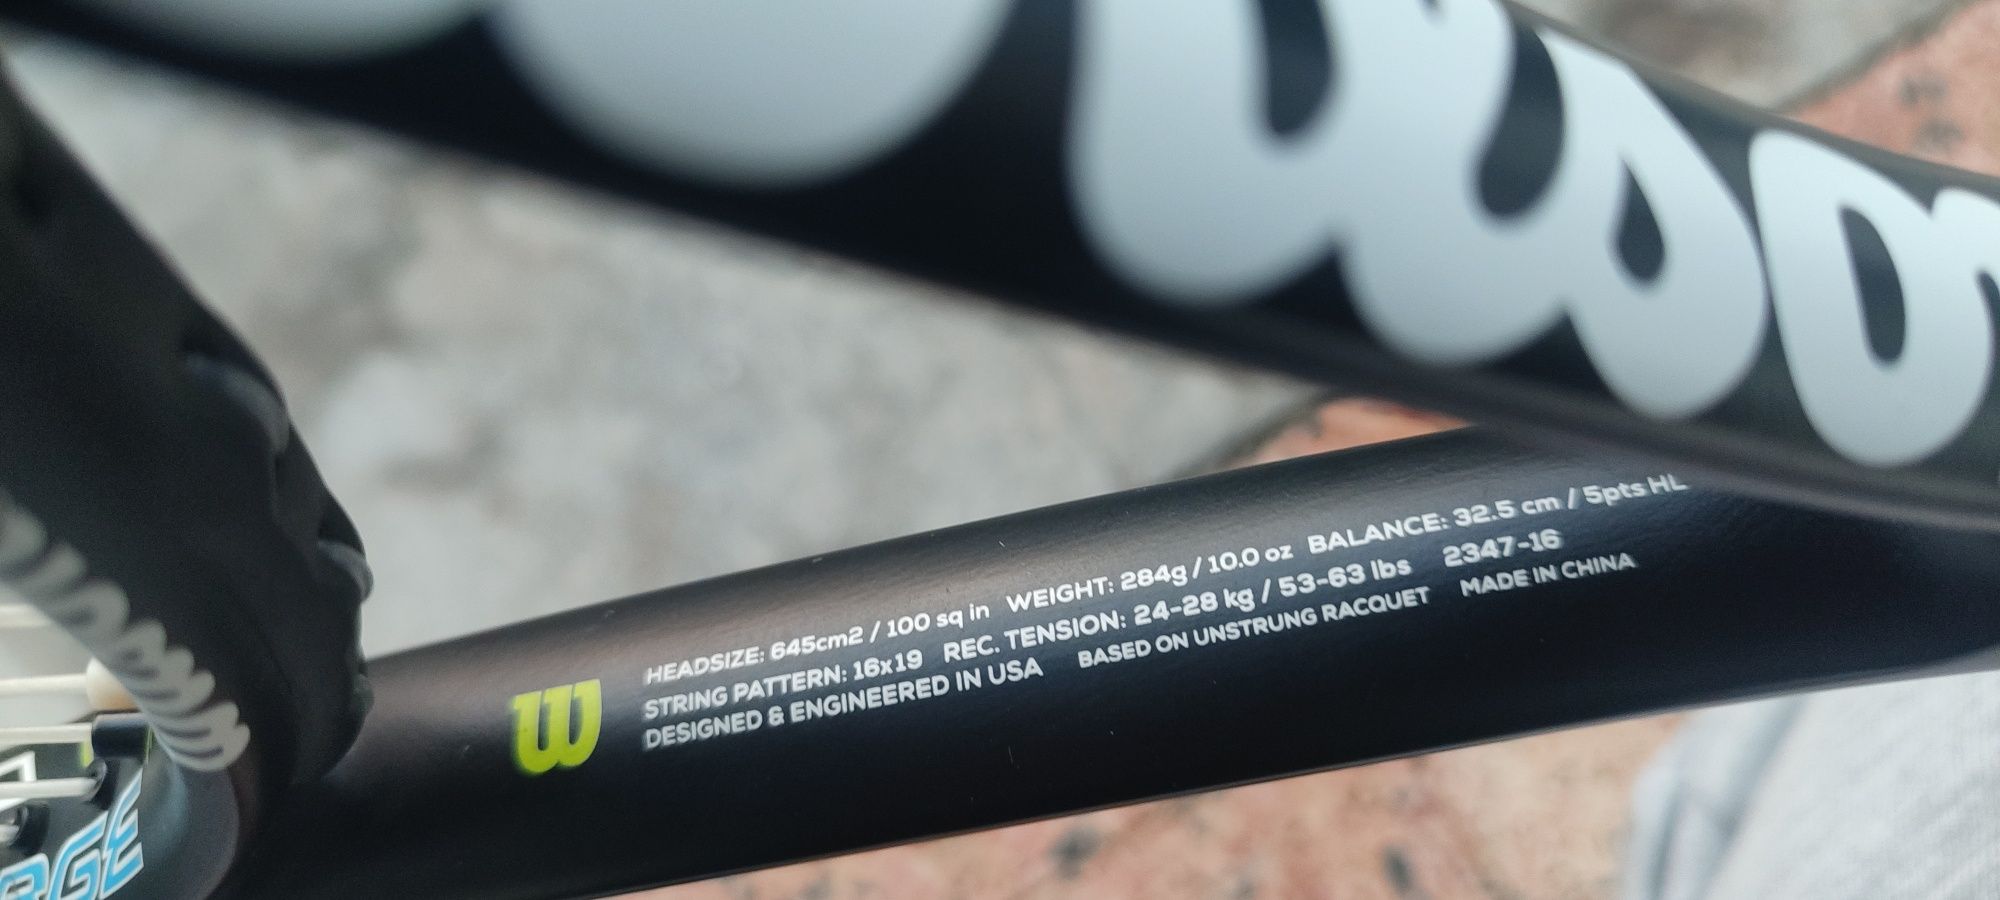 HEADSIZE: 645cm2 / 100 sq in WEIGHT: 284g / 10.0 oz BALANCE: 32.5 cm / 5pts HL
STRING PATTERN: 16x19 REC. TENSION: 24-28 kg / 53-63 lbs 2347-16
DESIGNED & ENGINEERED IN USA BASED ON UNSTRUNG RACQUET MADE IN CHINA
W
RGE